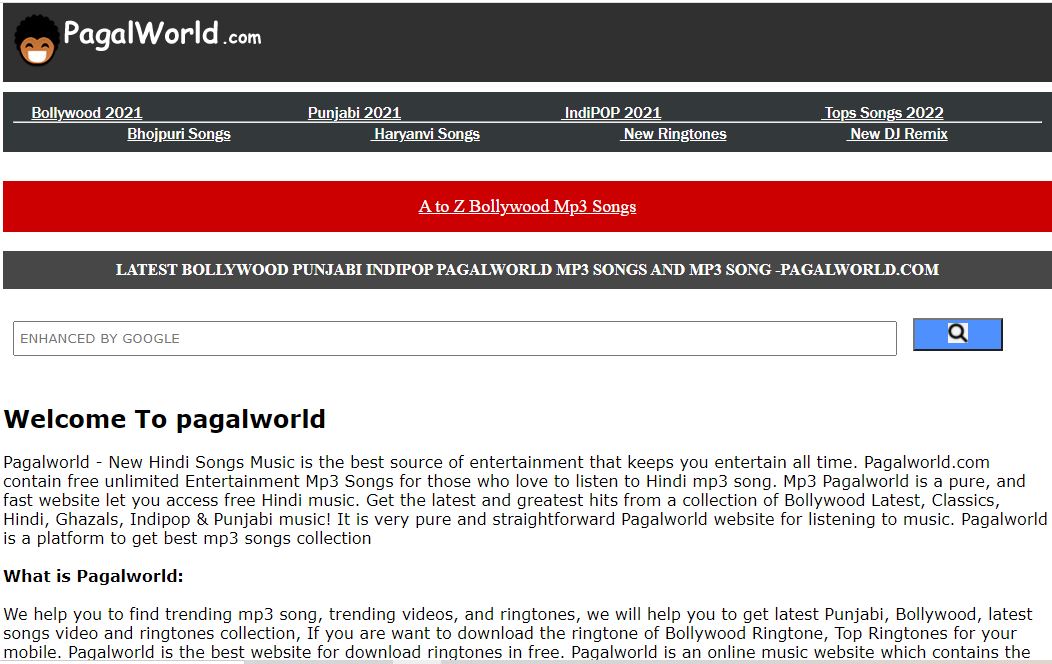 PagalWorld .com
Bollywood 2021 Punjabi 2021 IndiPOP 2021 Tops Songs 2022
Bhojpuri Songs Haryanvi Songs New Ringtones New DJ Remix
A to Z Bollywood Mp3 Songs
LATEST BOLLYWOOD PUNJABI INDIPOP PAGALWORLD MP3 SONGS AND MP3 SONG -PAGALWORLD.COM
ENHANCED BY GOOGLE
Welcome To pagalworld
Pagalworld - New Hindi Songs Music is the best source of entertainment that keeps you entertain all time. Pagalworld.com
contain free unlimited Entertainment Mp3 Songs for those who love to listen to Hindi mp3 song. Mp3 Pagalworld is a pure, and
fast website let you access free Hindi music. Get the latest and greatest hits from a collection of Bollywood Latest, Classics,
Hindi, Ghazals, Indipop & Punjabi music! It is very pure and straightforward Pagalworld website for listening to music. Pagalworld
is a platform to get best mp3 songs collection
What is Pagalworld:
We help you to find trending mp3 song, trending videos, and ringtones, we will help you to get latest Punjabi, Bollywood, latest
songs video and ringtones collection, If you are want to download the ringtone of Bollywood Ringtone, Top Ringtones for your
mobile. Pagalworld is the best website for download ringtones in free. Pagalworld is an online music website which contains the